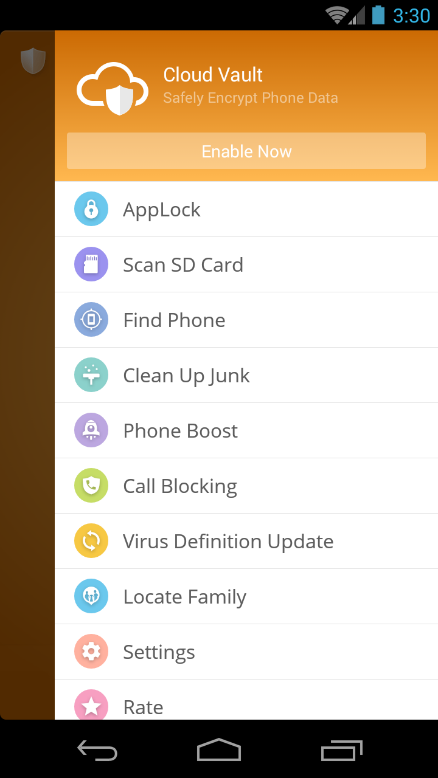 3:30
Cloud Vault
Safely Encrypt Phone Data
Enable Now
AppLock
Scan SD Card
Find Phone
Clean Up Junk
Phone Boost
Call Blocking
Virus Definition Update
Locate Family
Settings
Rate